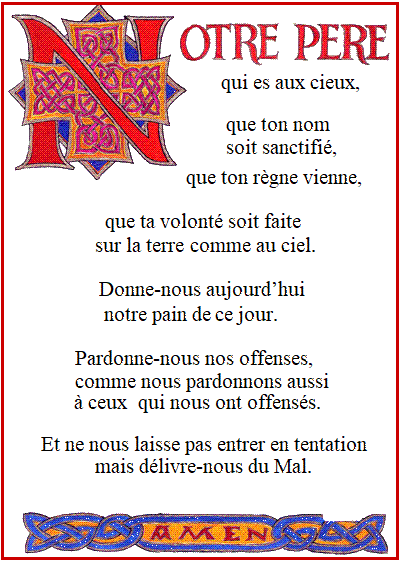 NOTRE PERE
qui es aux cieux,
que ton nom
soit sanctifié,
que ton règne vienne,
que ta volonté soit faite
sur la terre comme au ciel.
Donne-nous aujourd’hui
notre pain de ce jour.
Pardonne-nous nos offenses,
comme nous pardonnons aussi
à ceux qui nous ont offensés.
Et ne nous laisse pas entrer en tentation
mais délivre-nous du Mal.
AMEN